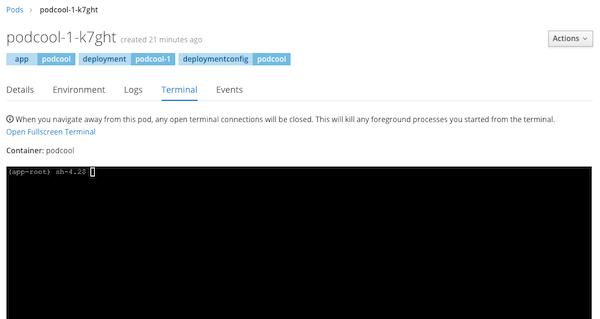 Pods › podcool-1-k7ght
podcool-1-k7ght created 21 minutes ago
Actions
app podcool deployment podcool-1 deploymentconfig podcool
Details Environment Logs Terminal Events
When you navigate away from this pod, any open terminal connections will be closed. This will kill any foreground processes you started from the terminal.
Open Fullscreen Terminal
Container: podcool
(app-root) sh-4.2$